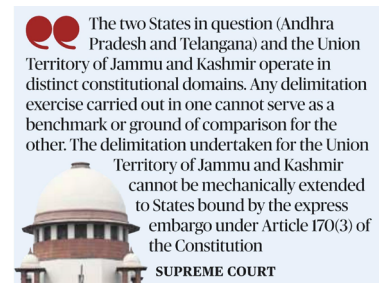 The two States in question (Andhra
Pradesh and Telangana) and the Union
Territory of Jammu and Kashmir operate in
distinct constitutional domains. Any delimitation
exercise carried out in one cannot serve as a
benchmark or ground of comparison for the
other. The delimitation undertaken for the Union
Territory of Jammu and Kashmir
cannot be mechanically extended
to States bound by the express
embargo under Article 170(3) of
the Constitution
SUPREME COURT